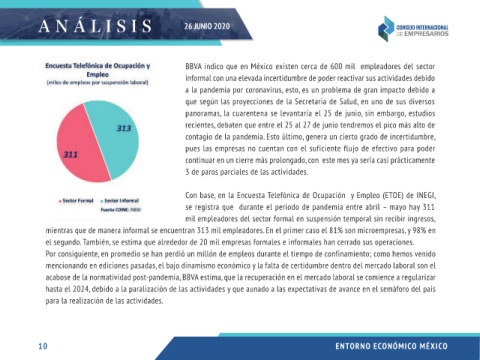 ANÁLISIS
26 JUNIO 2020
CONSEJO INTERNACIONAL
DE EMPRESARIOS
Encuesta Telefónica de Ocupación y
Empleo
(miles de empleos por suspención laboral)
313
311
Sector Formal Sector Informal
Fuente COINE: INEGI
BBVA indico que en México existen cerca de 600 mil empleadores del sector
informal con una elevada incertidumbre de poder reactivar sus actividades debido
a la pandemia por coronavirus, esto, es un problema de gran impacto debido a
que según las proyecciones de la Secretaria de Salud, en uno de sus diversos
panoramas, la cuarentena se levantaría el 25 de junio, sin embargo, estudios
recientes, debaten que entre el 25 al 27 de junio tendremos el pico más alto de
contagio de la pandemia. Esto último, genera un cierto grado de incertidumbre,
pues las empresas no cuentan con el suficiente flujo de efectivo para poder
continuar en un cierre más prolongado, con este mes ya sería casi prácticamente
3 de paros parciales de las actividades.
Con base, en la Encuesta Telefónica de Ocupación y Empleo (ETOE) de INEGI,
se registra que durante el periodo de pandemia entre abril – mayo hay 311
mil empleadores del sector formal en suspensión temporal sin recibir ingresos,
mientras que de manera informal se encuentran 313 mil empleadores. En el primer caso el 81% son microempresas, y 98% en
el segundo. También, se estima que alrededor de 20 mil empresas formales e informales han cerrado sus operaciones.
Por consiguiente, en promedio se han perdió un millón de empleos durante el tiempo de confinamiento; como hemos venido
mencionando en ediciones pasadas, el bajo dinamismo económico y la falta de certidumbre dentro del mercado laboral son el
acabose de la normatividad post-pandemia, BBVA estima, que la recuperación en el mercado laboral se comience a regularizar
hasta el 2024, debido a la paralización de las actividades y que aunado a las expectativas de avance en el semáforo del país
para la realización de las actividades.
10
ENTORNO ECONÓMICO MÉXICO